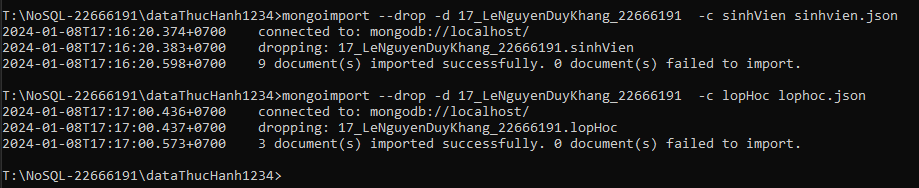 T:\NoSQL-22666191\dataThucHanh1234>mongoimport --drop -d 17_LeNguyenDuyKhang_22666191  -c sinhVien sinhvien.json
2024-01-08T17:16:20.374+0700    connected to: mongodb://localhost/
2024-01-08T17:16:20.383+0700    dropping: 17_LeNguyenDuyKhang_22666191.sinhVien
2024-01-08T17:16:20.598+0700    9 document(s) imported successfully. 0 document(s) failed to import.
T:\NoSQL-22666191\dataThucHanh1234>mongoimport --drop -d 17_LeNguyenDuyKhang_22666191  -c lopHoc lophoc.json
2024-01-08T17:17:00.436+0700    connected to: mongodb://localhost/
2024-01-08T17:17:00.437+0700    dropping: 17_LeNguyenDuyKhang_22666191.lopHoc
2024-01-08T17:17:00.573+0700    3 document(s) imported successfully. 0 document(s) failed to import.
T:\NoSQL-22666191\dataThucHanh1234>